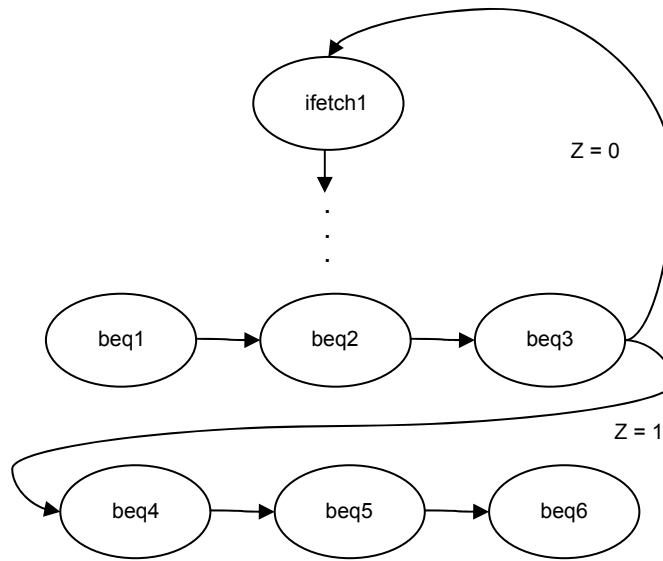 ifetch1
Z = 0
.
.
.
beq1
beq2
beq3
Z = 1
beq4
beq5
beq6